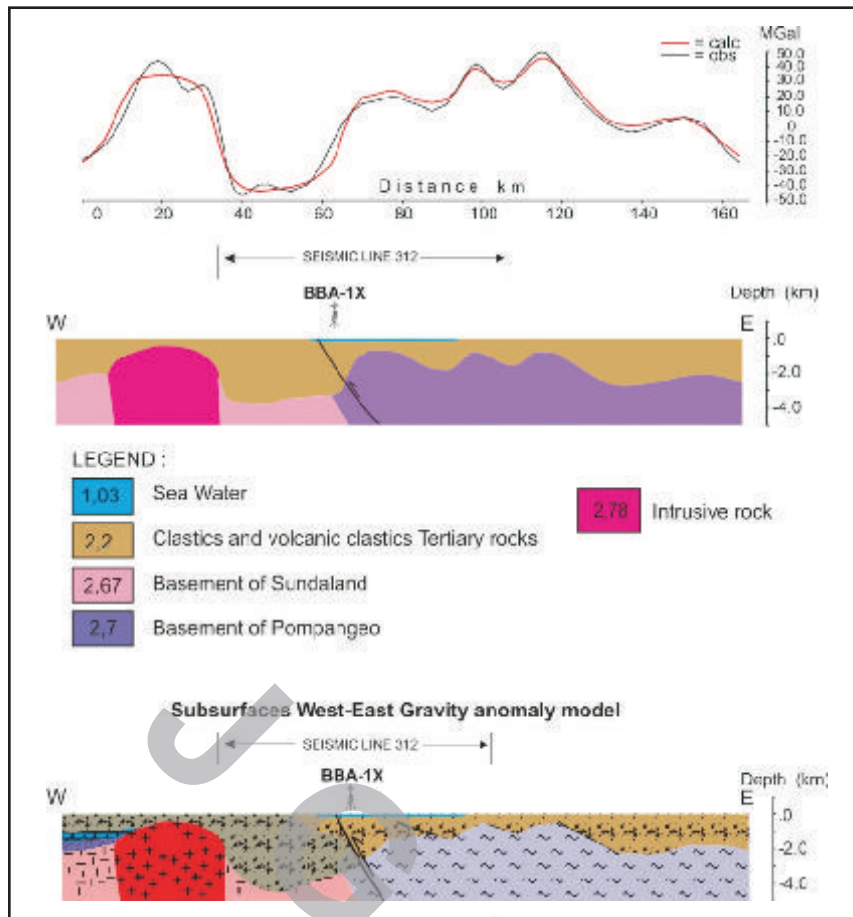 MGal
= calc
= obs
50.0
40.0
30.0
20.0
10.0
0
-10.0
-20.0
-30.0
-40.0
-50.0
Distance km
0 20 40 60 80 100 120 140 160
SEISMIC LINE 312
BBA-1X
Depth (km)
W E
.0
-2.0
-4.0
LEGEND :
1,03 Sea Water
2,78 Intrusive rock
2,2 Clastics and volcanic clastics Tertiary rocks
2,67 Basement of Sundaland
2,7 Basement of Pompangeo
Subsurfaces West-East Gravity anomaly model
SEISMIC LINE 312
BBA-1X
Depth (km)
W E
.0
-2.0
-4.0